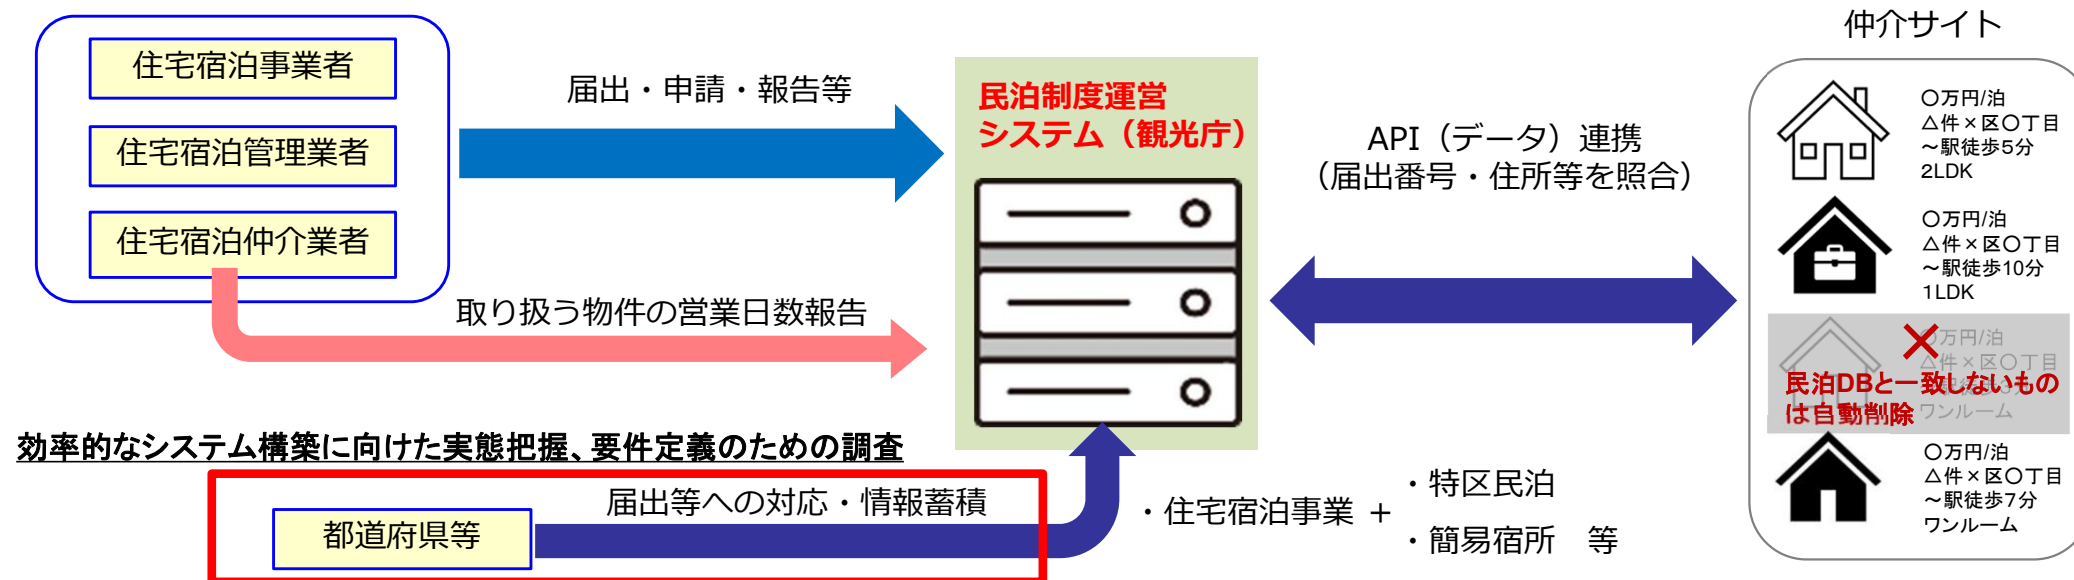 住宅宿泊事業者
住宅宿泊管理業者
住宅宿泊仲介業者
届出・申請・報告等
取り扱う物件の営業日数報告
民泊制度運営
システム（観光庁）
API（データ）連携
（届出番号・住所等を照合）
仲介サイト
〇万円/泊
△件×区〇丁目
～駅徒歩5分
2LDK
〇万円/泊
△件×区〇丁目
～駅徒歩10分
1LDK
〇万円/泊
△件×区〇丁目
～駅徒歩3分
ワンルーム
民泊DBと一致しないもの
は自動削除
〇万円/泊
△件×区〇丁目
～駅徒歩7分
ワンルーム
効率的なシステム構築に向けた実態把握、要件定義のための調査
都道府県等
届出等への対応・情報蓄積
・住宅宿泊事業 +
・特区民泊
・簡易宿所　等